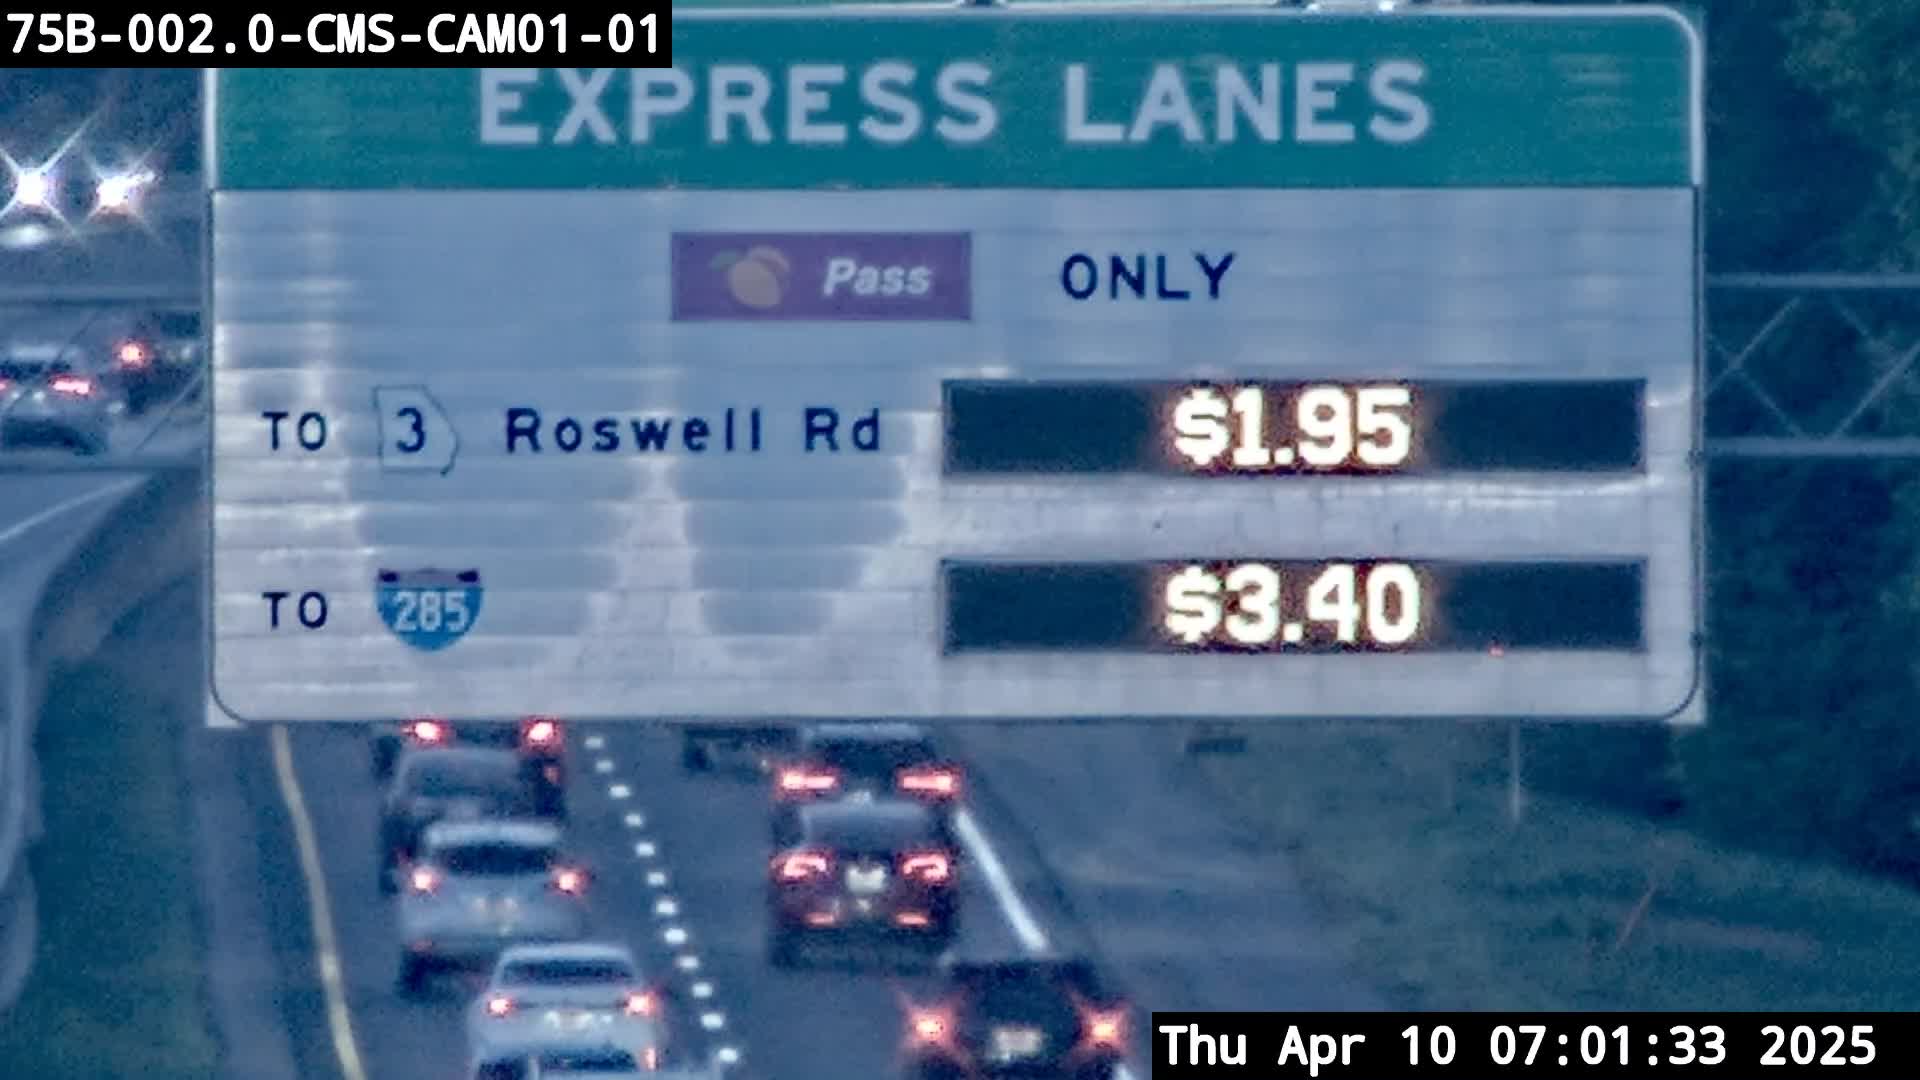 75B-002.0-CMS-CAM01-01
EXPRESS LANES
Pass ONLY
TO 3 Roswell Rd $1.95
TO 285 $3.40
Thu Apr 10 07:01:33 2025